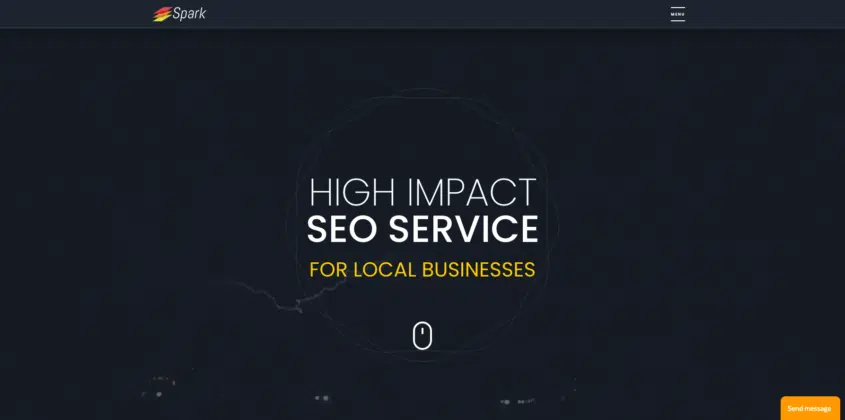 Spark
MENU
HIGH IMPACT
SEO SERVICE
FOR LOCAL BUSINESSES
Send message